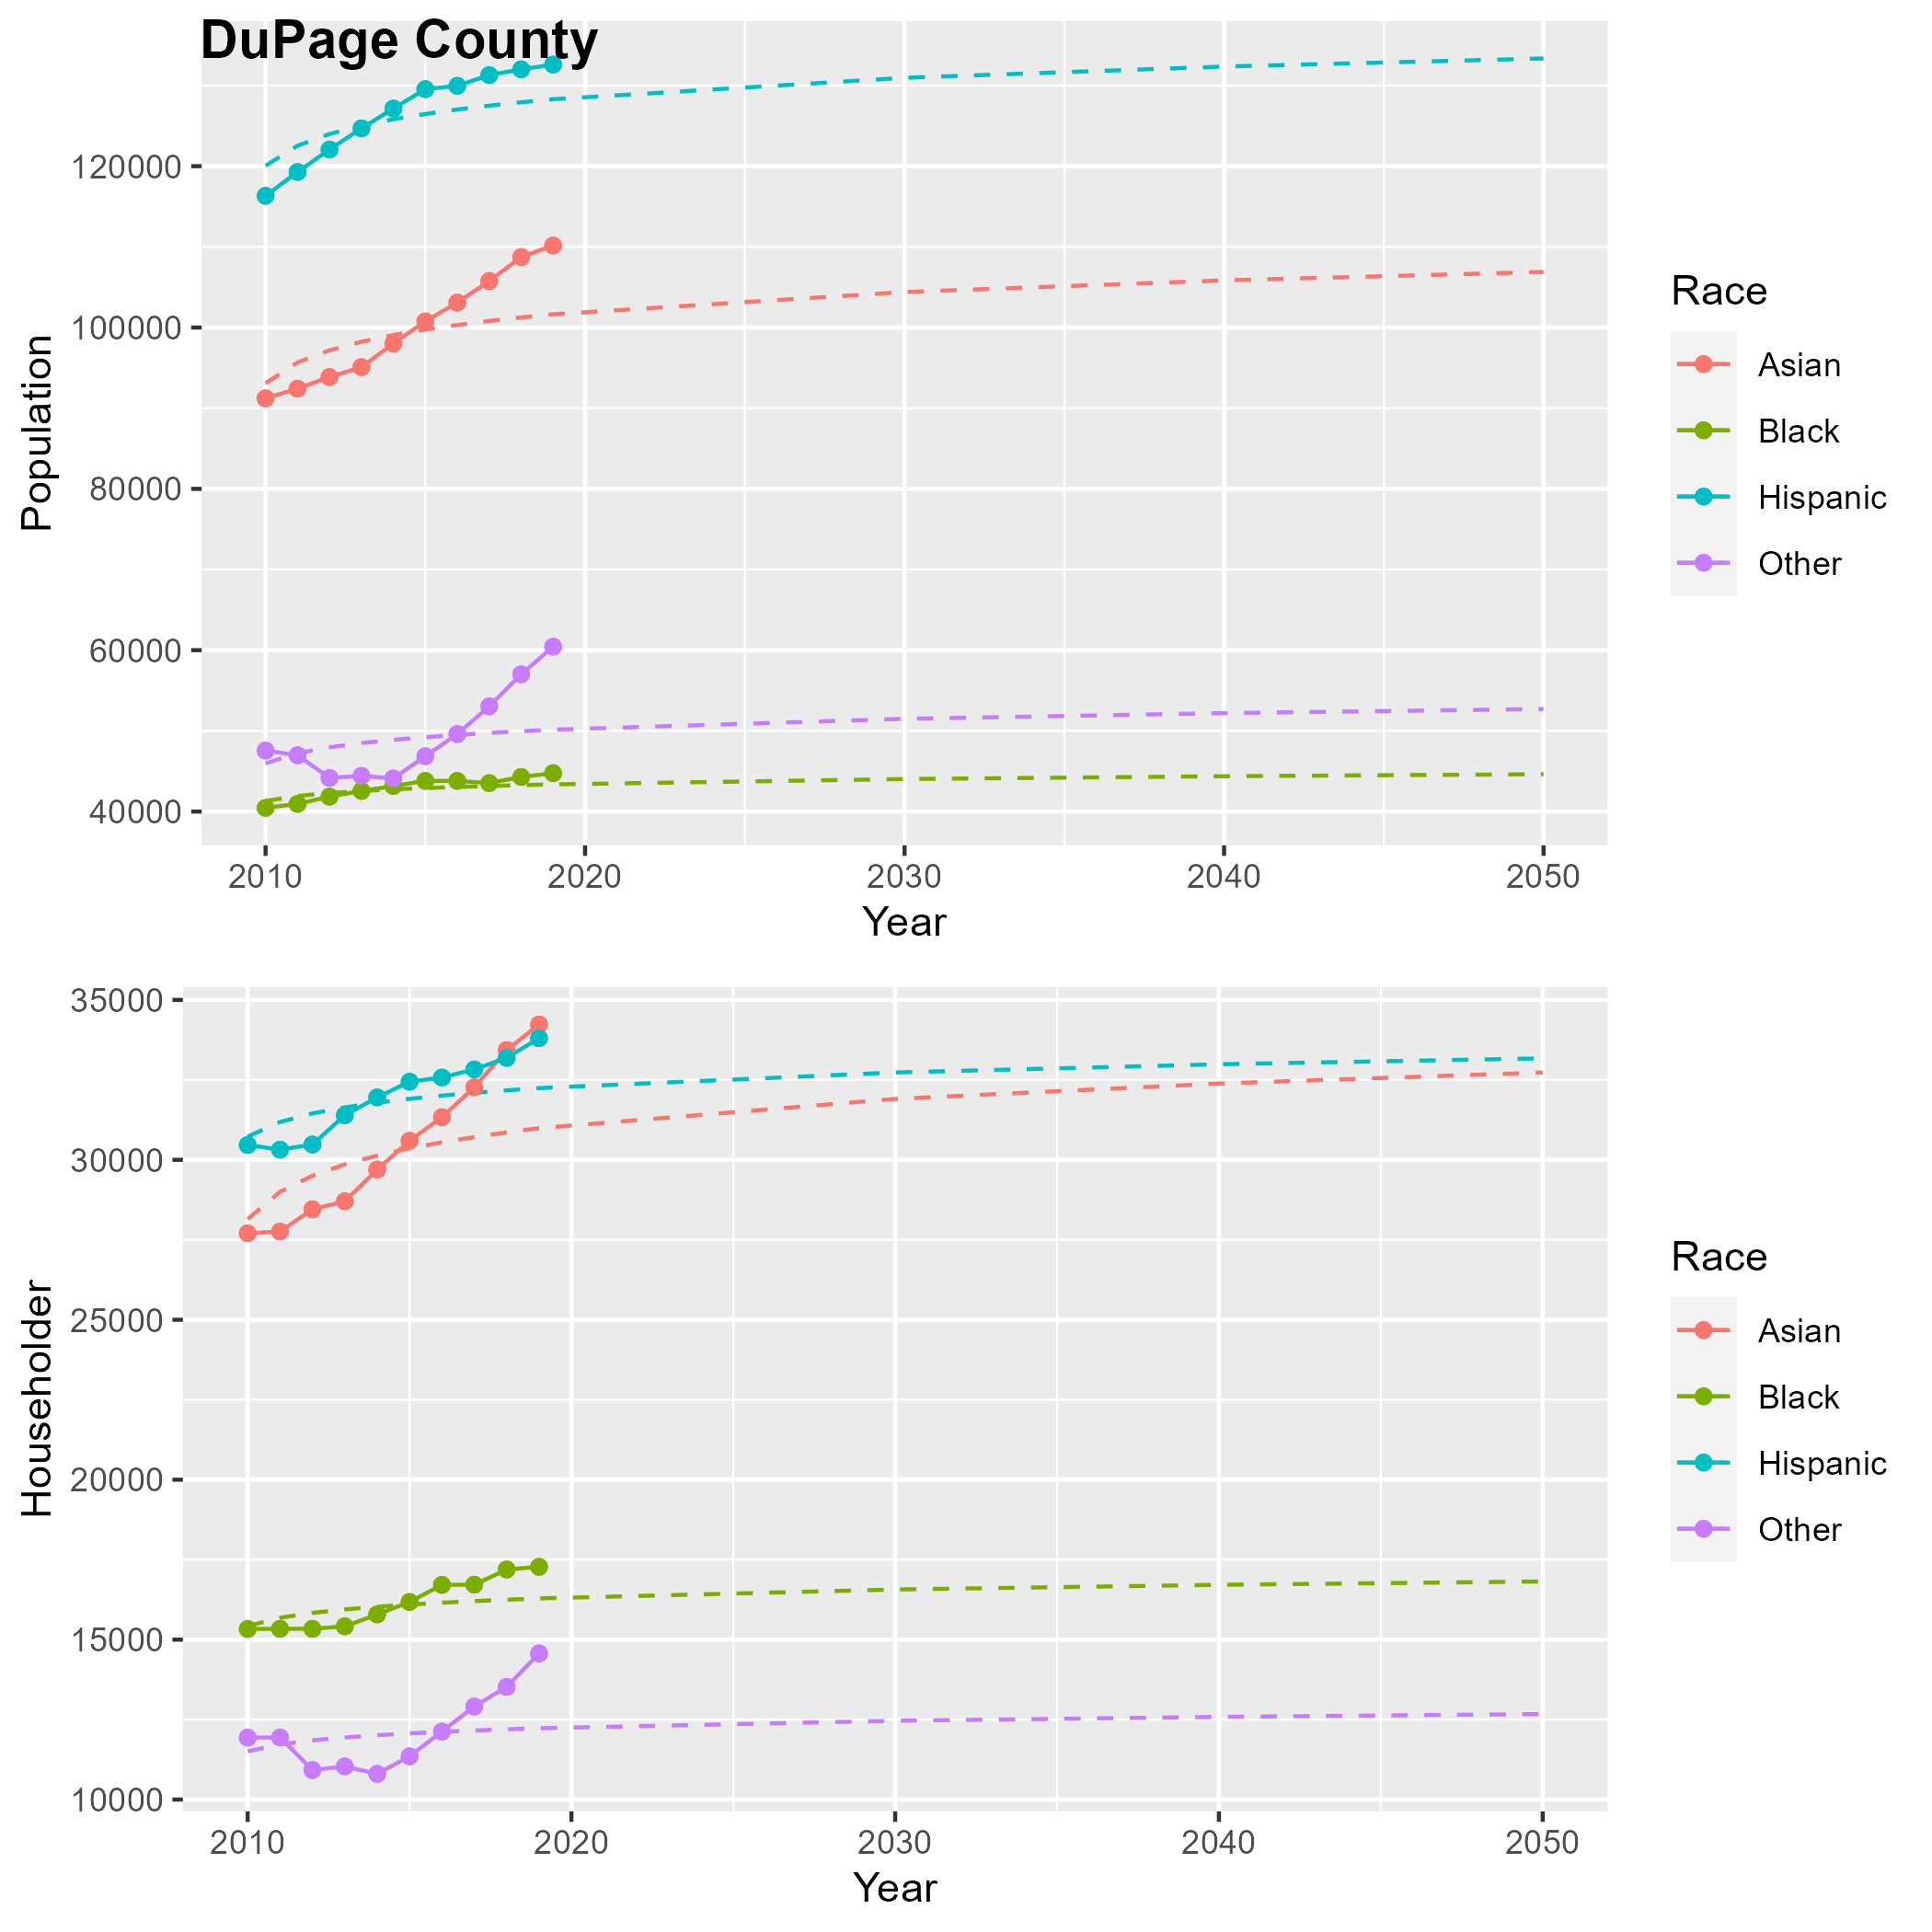 DuPage County
120000
100000
80000
60000
40000
Population
2010 2020 2030 2040 2050
Year
Race
Asian
Black
Hispanic
Other
35000
30000
25000
20000
15000
10000
Householder
2010 2020 2030 2040 2050
Year
Race
Asian
Black
Hispanic
Other